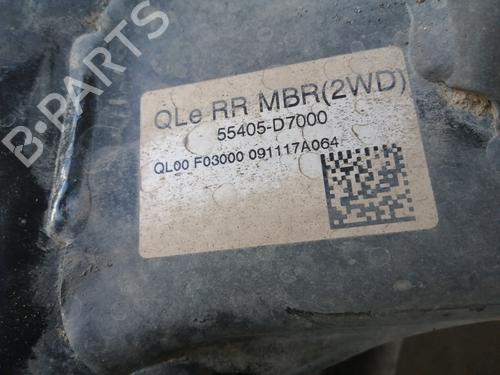 B-PARTS
QLe RR MBR(2WD)
55405-D7000
QL00 F03000 091117A064